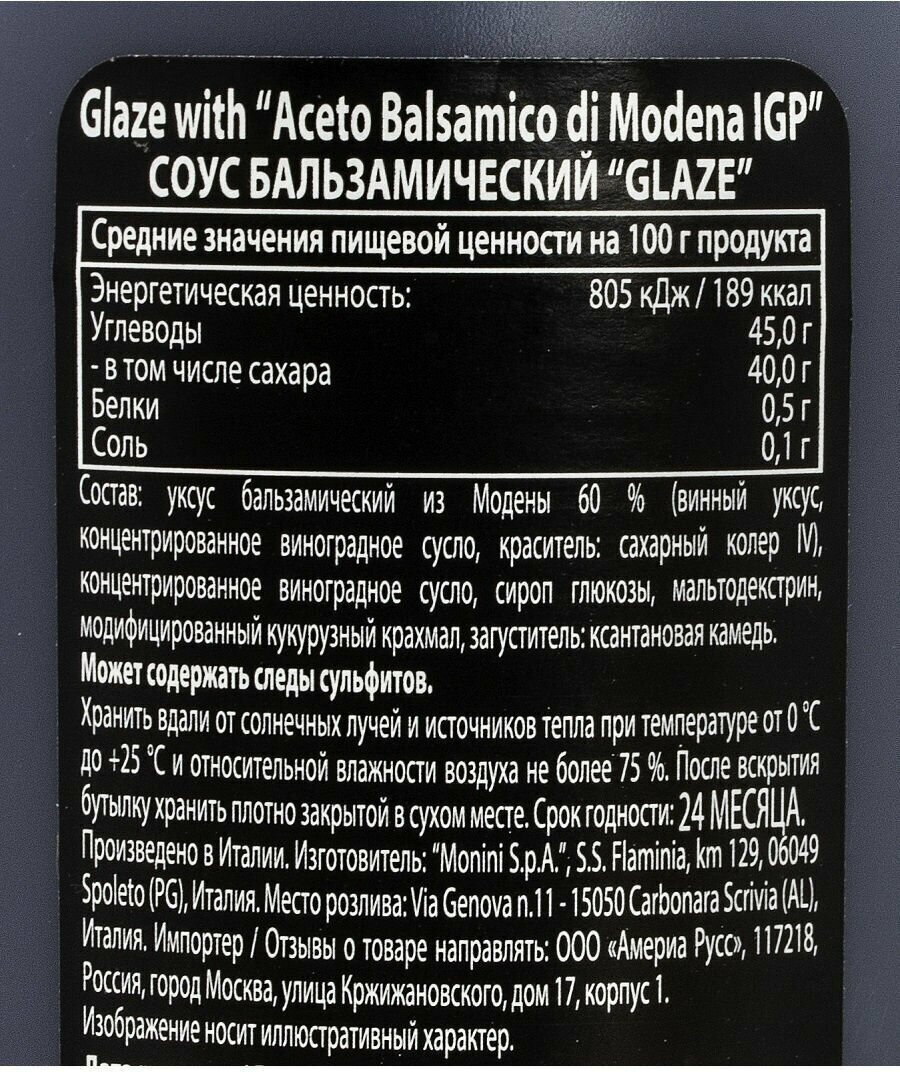 Glaze with “Aceto Balsamico di Modena IGP”
СОУС БАЛЬЗАМИЧЕСКИЙ “GLAZE”
Средние значения пищевой ценности на 100 г продукта
Энергетическая ценность: 805 кДж / 189 ккал
Углеводы 45,0 г
- в том числе сахара 40,0 г
Белки 0,5 г
Соль 0,1 г
Состав: уксус бальзамический из Модены 60 % (винный уксус,
концентрированное виноградное сусло, краситель: сахарный колер IV),
концентрированное виноградное сусло, сироп глюкозы, мальтодекстрин,
модифицированный кукурузный крахмал, загуститель: ксантановая камедь.
Может содержать следы сульфитов.
Хранить вдали от солнечных лучей и источников тепла при температуре от 0 °С
до +25 °С и относительной влажности воздуха не более 75 %. После вскрытия
бутылку хранить плотно закрытой в сухом месте. Срок годности: 24 МЕСЯЦА.
Произведено в Италии. Изготовитель: “Monini S.p.A.”, S.S. Flaminia, km 129, 06049
Spoleto (PG), Италия. Место розлива: Via Genova n.11 - 15050 Carbonara Scrivia (AL),
Италия. Импортер / Отзывы о товаре направлять: ООО «Америа Русс», 117218,
Россия, город Москва, улица Кржижановского, дом 17, корпус 1.
Изображение носит иллюстративный характер.